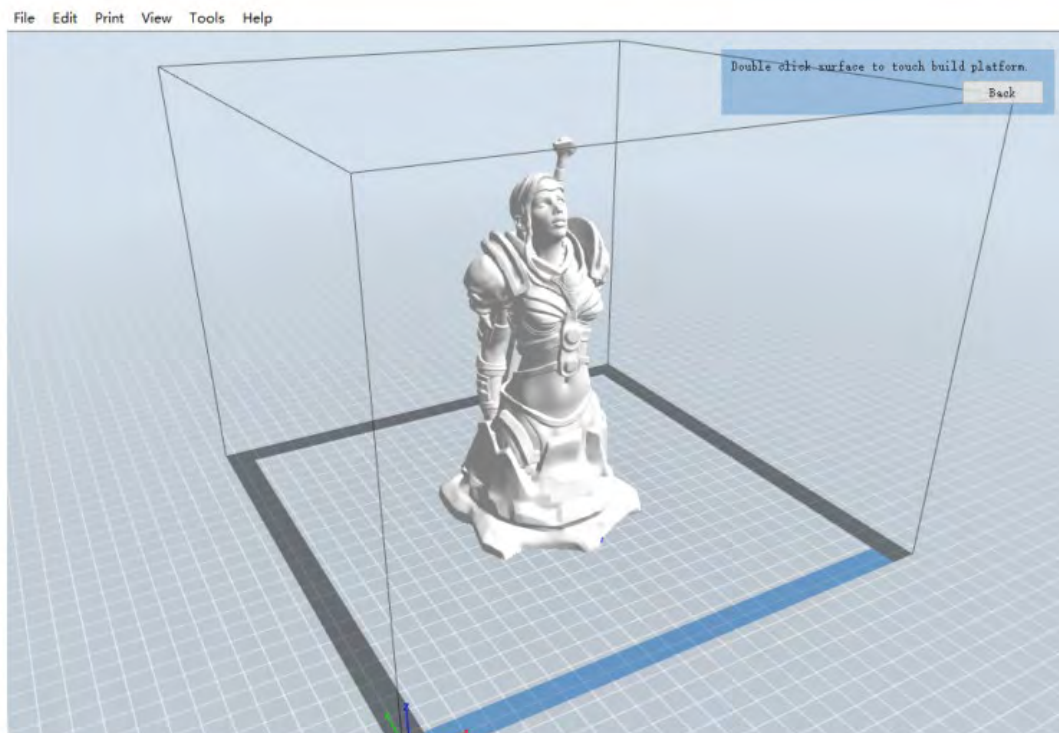 File Edit Print View Tools Help
Double click surface to touch build platform.
Back
Z